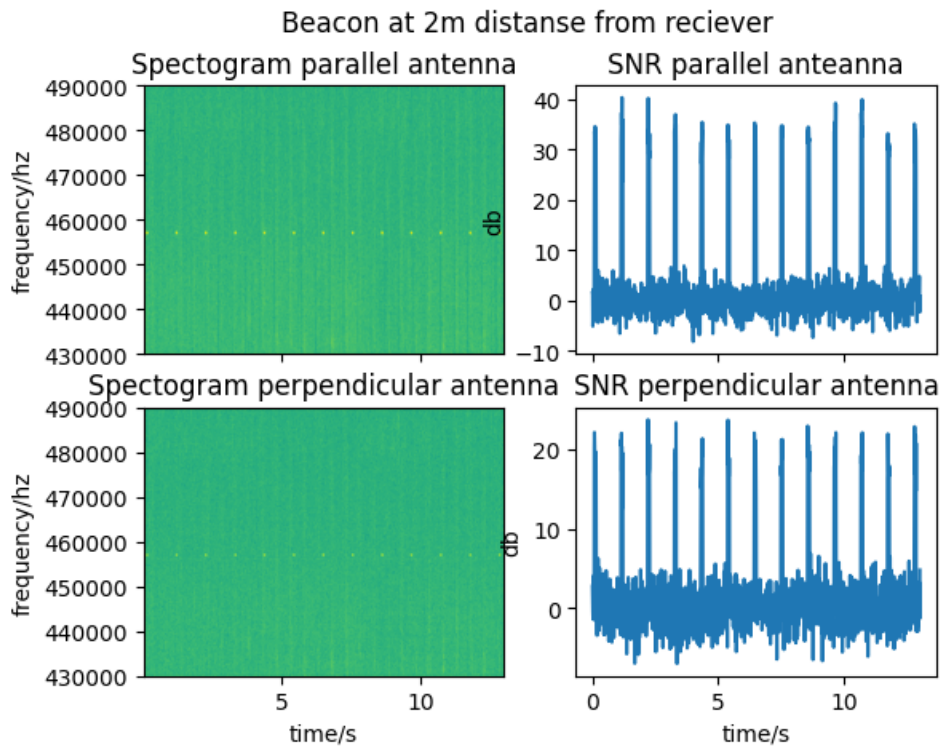 Beacon at 2m distanse from reciever
Spectogram parallel antenna
SNR parallel anteanna
490000
480000
470000
460000
450000
440000
430000
frequency/hz
5
10
db
40
30
20
10
0
−10
Spectogram perpendicular antenna
SNR perpendicular antenna
490000
480000
470000
460000
450000
440000
430000
frequency/hz
5
10
time/s
db
20
10
0
0
5
10
time/s